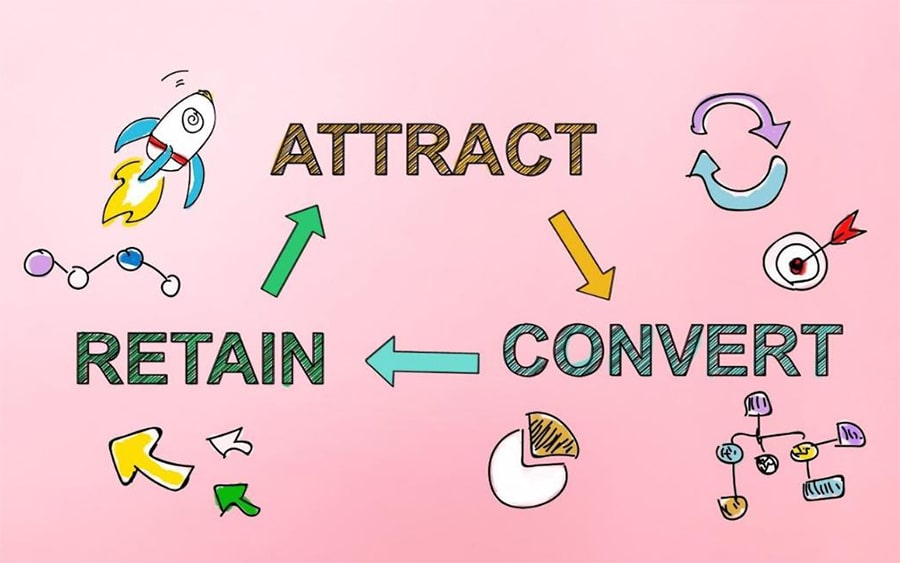 ATTRACT
RETAIN
CONVERT